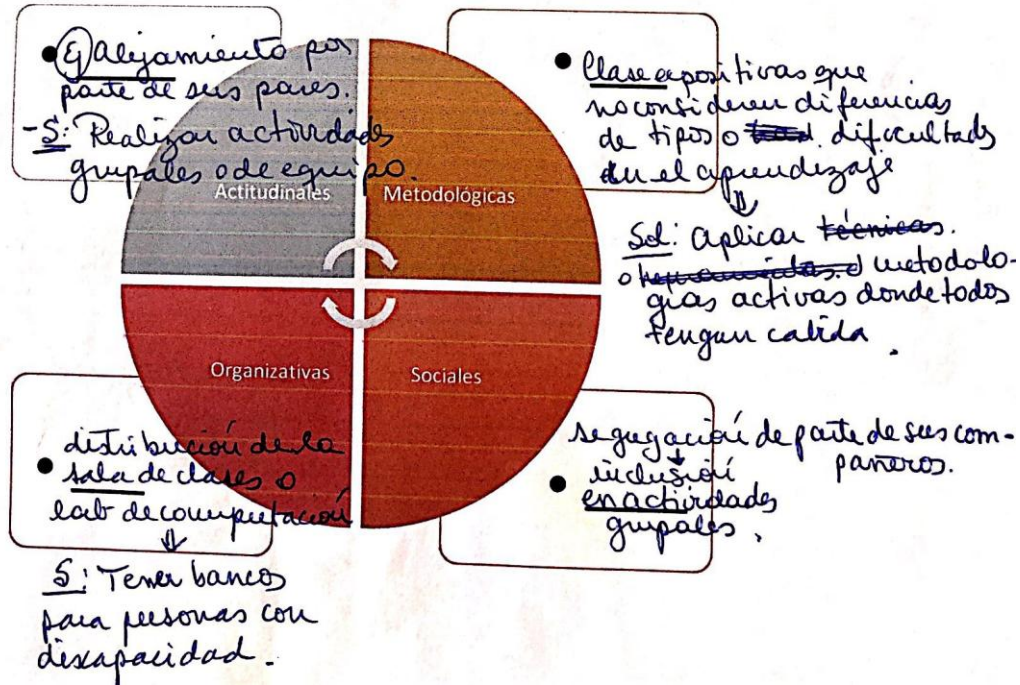 Ej Alejamiento por
parte de sus pares.
- S: Realizar actividades
grupales o de equipo.
Actitudinales
Clase expositivas que
no consideren diferencias
de tipos o dificultads
en el aprendizaje
Sol: Aplicar técnicas.
o herramientas. d metodolo-
gías activas donde todos
tengan cabida.
Metodológicas
Organizativas
distribución de la
sala de clases o
lab de computación
S: Tener bancos
para personas con
discapacidad.
Sociales
segregación de parte de sus com-
pañeros.
inclusión
en actividades
grupales.